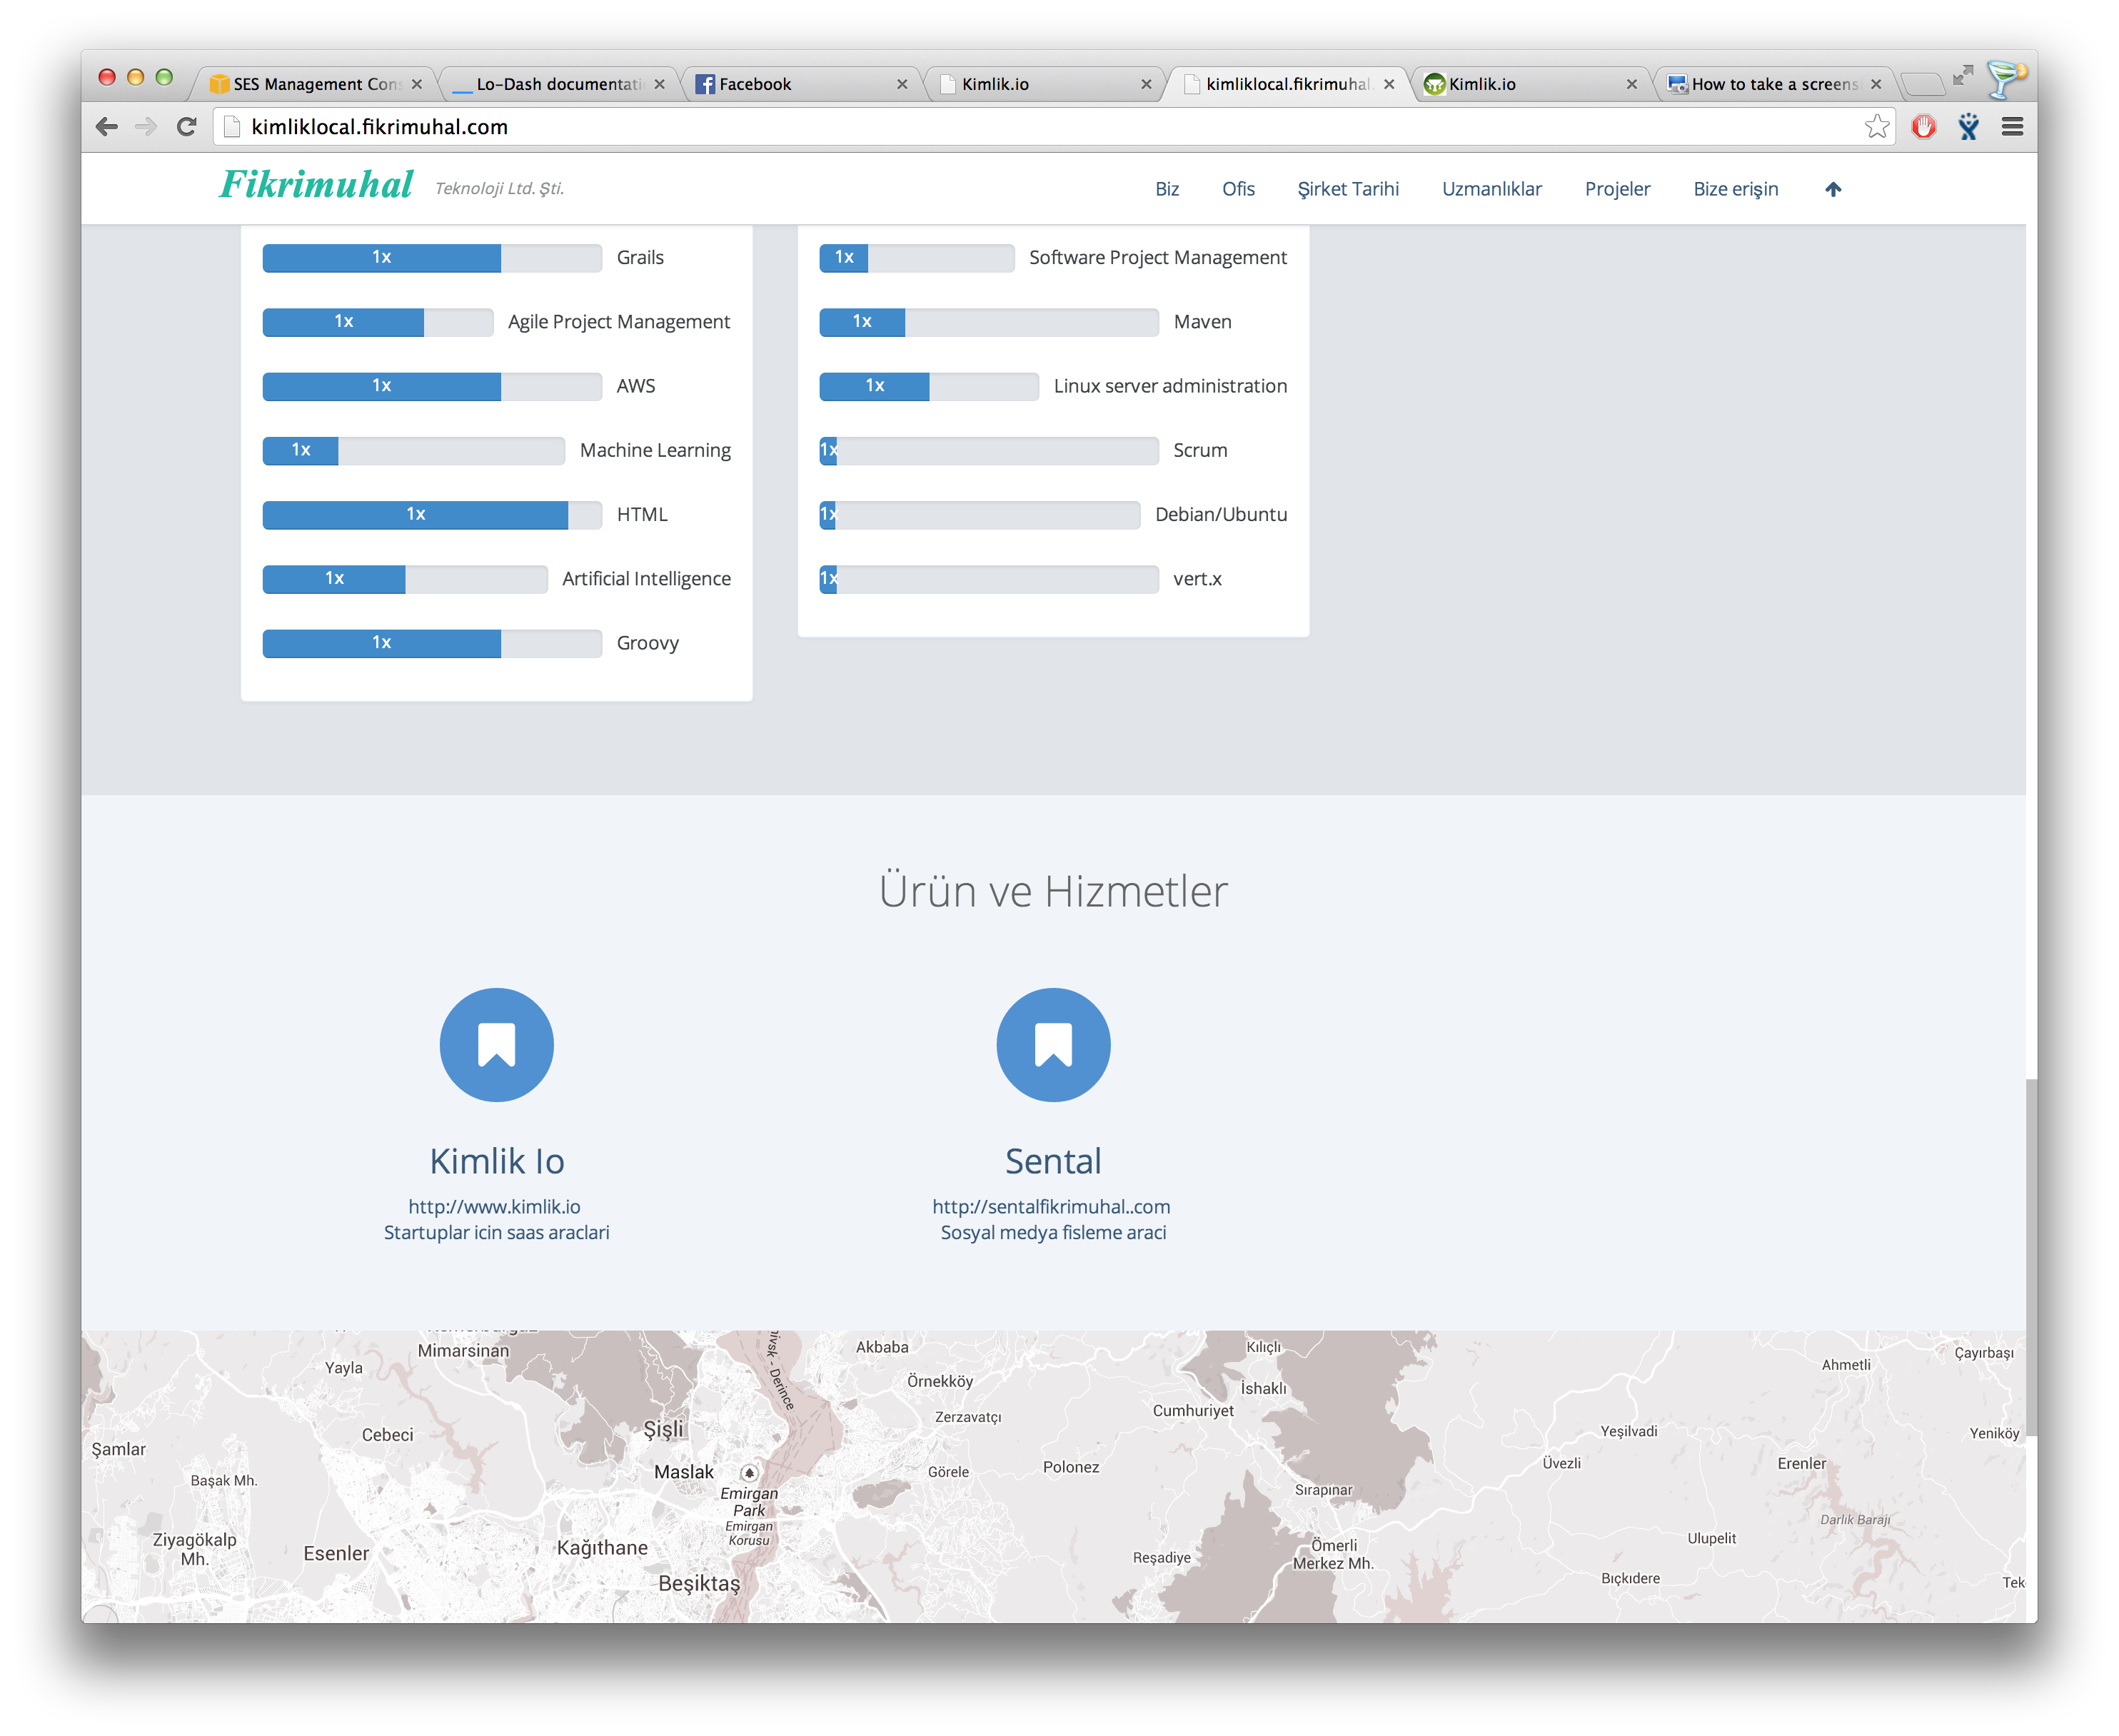 SES Management Cons
Lo-Dash documentati
Facebook
Kimlik.io
kimliklocal.fikrimuhal.
Kimlik.io
How to take a screens
kimliklocal.fikrimuhal.com
Fikrimuhal Teknoloji Ltd. Şti.
Biz
Ofis
Şirket Tarihi
Uzmanlıklar
Projeler
Bize erişin
1x Grails
1x Agile Project Management
1x AWS
1x Machine Learning
1x HTML
1x Artificial Intelligence
1x Groovy
1x Software Project Management
1x Maven
1x Linux server administration
1x Scrum
1x Debian/Ubuntu
1x vert.x
Ürün ve Hizmetler
Kimlik Io
http://www.kimlik.io
Startuplar icin saas araclari
Sental
http://sentalfikrimuhal..com
Sosyal medya fisleme araci
Mimarsinan
Yayla
Akbaba
Kılıçlı
Çayırbaşı
Ahmetli
nivsk - Derince
Örnekköy
İshaklı
Cumhuriyet
Zerzavatçı
Şişli
Cebeci
Yeşilvadi
Yeniköy
Şamlar
Maslak
Görele
Polonez
Üvezli
Erenler
Başak Mh.
Emirgan
Park
Emirgan
Korusu
Sırapınar
Darlık Barajı
Ziyagökalp
Mh.
Esenler
Kağıthane
Reşadiye
Ömerli
Merkez Mh.
Ulupelit
Beşiktaş
Bıçkıdere
Tek